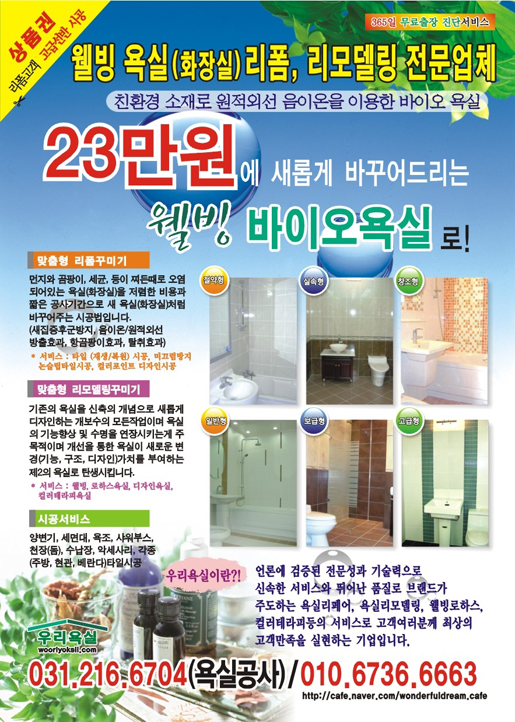 상품권
리폼고객 고급선반 시공
365일 무료출장 진단서비스
웰빙 욕실(화장실) 리폼, 리모델링 전문업체
친환경 소재로 원적외선 음이온을 이용한 바이오 욕실
23만원에 새롭게 바꾸어드리는
웰빙 바이오욕실로!
맞춤형 리폼꾸미기
먼지와 곰팡이, 세균, 등이 쪄든때로 오염
되어있는 욕실(화장실)을 저렴한 비용과
짧은 공사기간으로 새 욕실(화장실)처럼
바꾸어주는 시공법입니다.
(새집증후군방지, 음이온/원적외선
방출효과, 항곰팡이효과, 탈취효과)
* 서비스 : 타일 (재생/복원) 시공, 미끄럼방지
논슬립타일시공, 컬러포인트 디자인시공
맞춤형 리모델링꾸미기
기존의 욕실을 신축의 개념으로 새롭게
디자인하는 개보수의 모든작업이며 욕실
의 기능향상 및 수명을 연장시키는게 주
목적이며 개선을 통한 욕실이 새로운 변
경(기능, 구조, 디자인)가치를 부여하는
제2의 욕실로 탄생시킵니다.
* 서비스 : 웰빙, 로하스욕실, 디자인욕실,
컬러테라피욕실
시공서비스
양변기, 세면대, 욕조, 샤워부스,
천장(돔), 수납장, 악세사리, 각종
(주방, 현관, 베란다)타일시공
절약형
실속형
창조형
일반형
보급형
고급형
우리욕실이란?!
언론에 검증된 전문성과 기술력으로
신속한 서비스와 뛰어난 품질로 브랜드가
주도하는 욕실리페어, 욕실리모델링, 웰빙로하스,
컬러테라피등의 서비스로 고객여러분께 최상의
고객만족을 실현하는 기업입니다.
우리욕실
wooriyoksil.com
031.216.6704(욕실공사)/010.6736.6663
http://cafe.naver.com/wonderfuldream.cafe